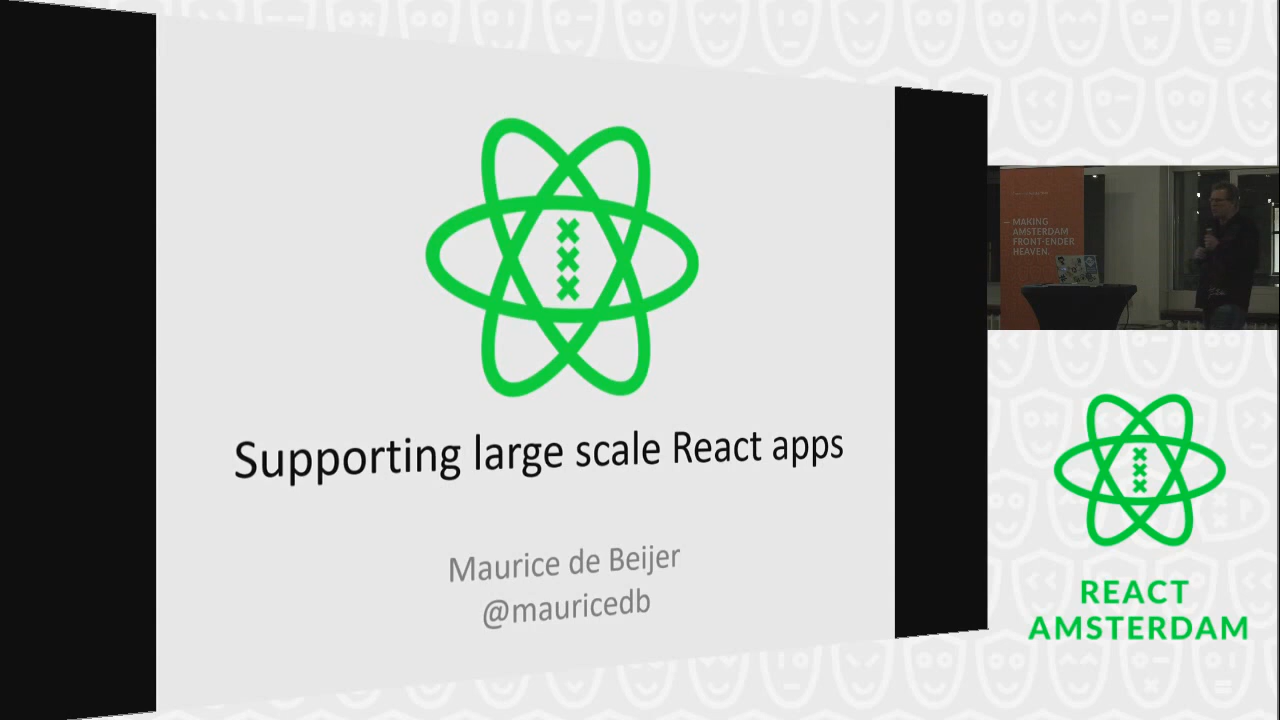 Supporting large scale React apps
Maurice de Beijer
@mauricedb
MAKING
AMSTERDAM
FRONT-ENDER
HEAVEN.
REACT
AMSTERDAM